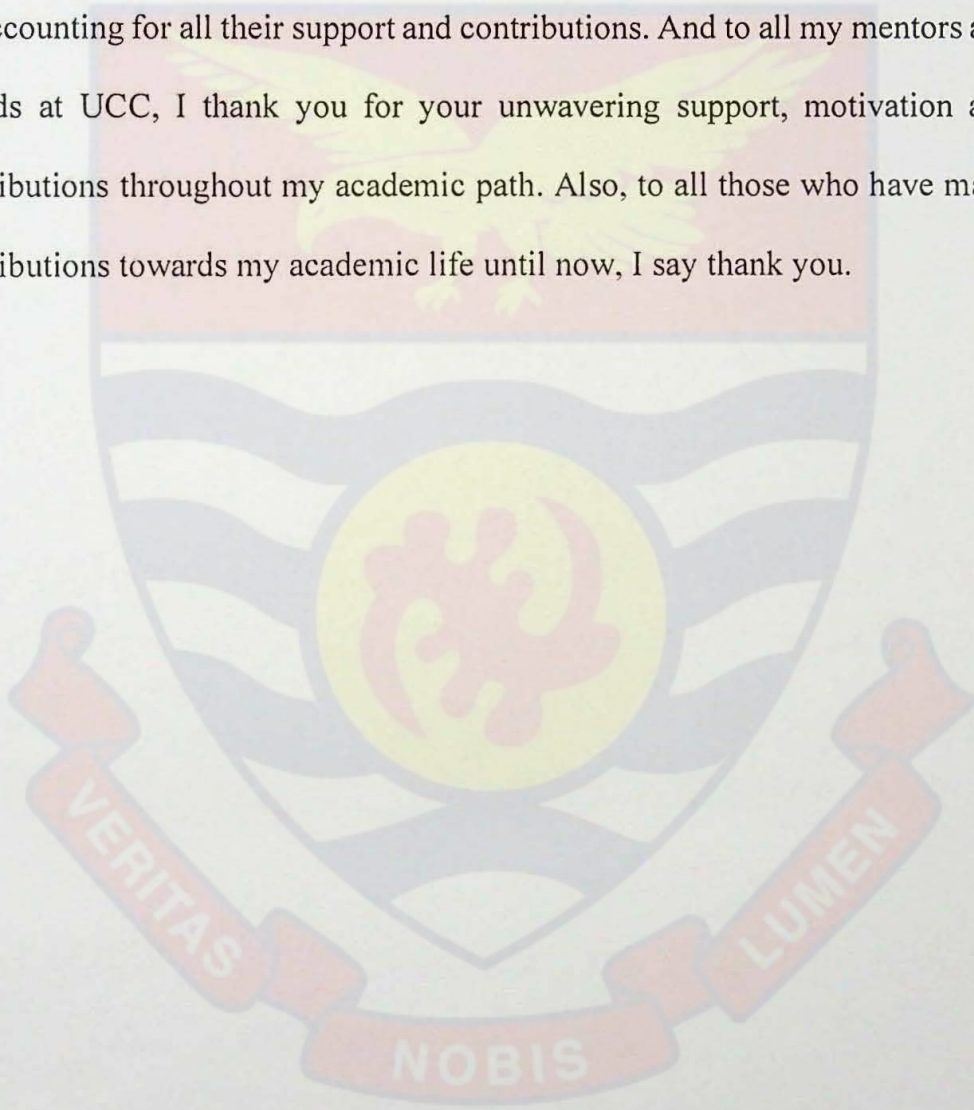 ccounting for all their support and contributions. And to all my mentors a
ds at UCC, I thank you for your unwavering support, motivation a
ibutions throughout my academic path. Also, to all those who have ma
ibutions towards my academic life until now, I say thank you.
VERITAS
NOBIS
LUMEN